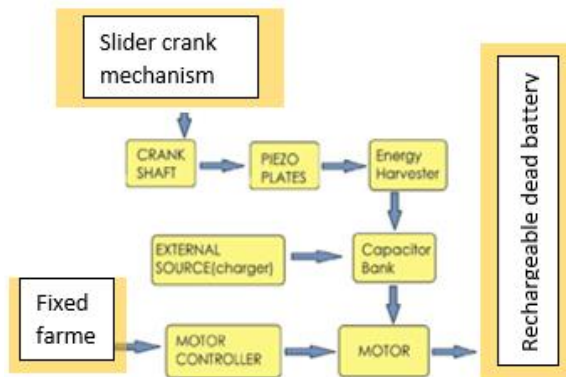 Slider crank
mechanism
CRANK
SHAFT
PIEZO
PLATES
Energy
Harvester
EXTERNAL
SOURCE(charger)
Capacitor
Bank
Fixed
farme
MOTOR
CONTROLLER
MOTOR
Rechargeable dead battery